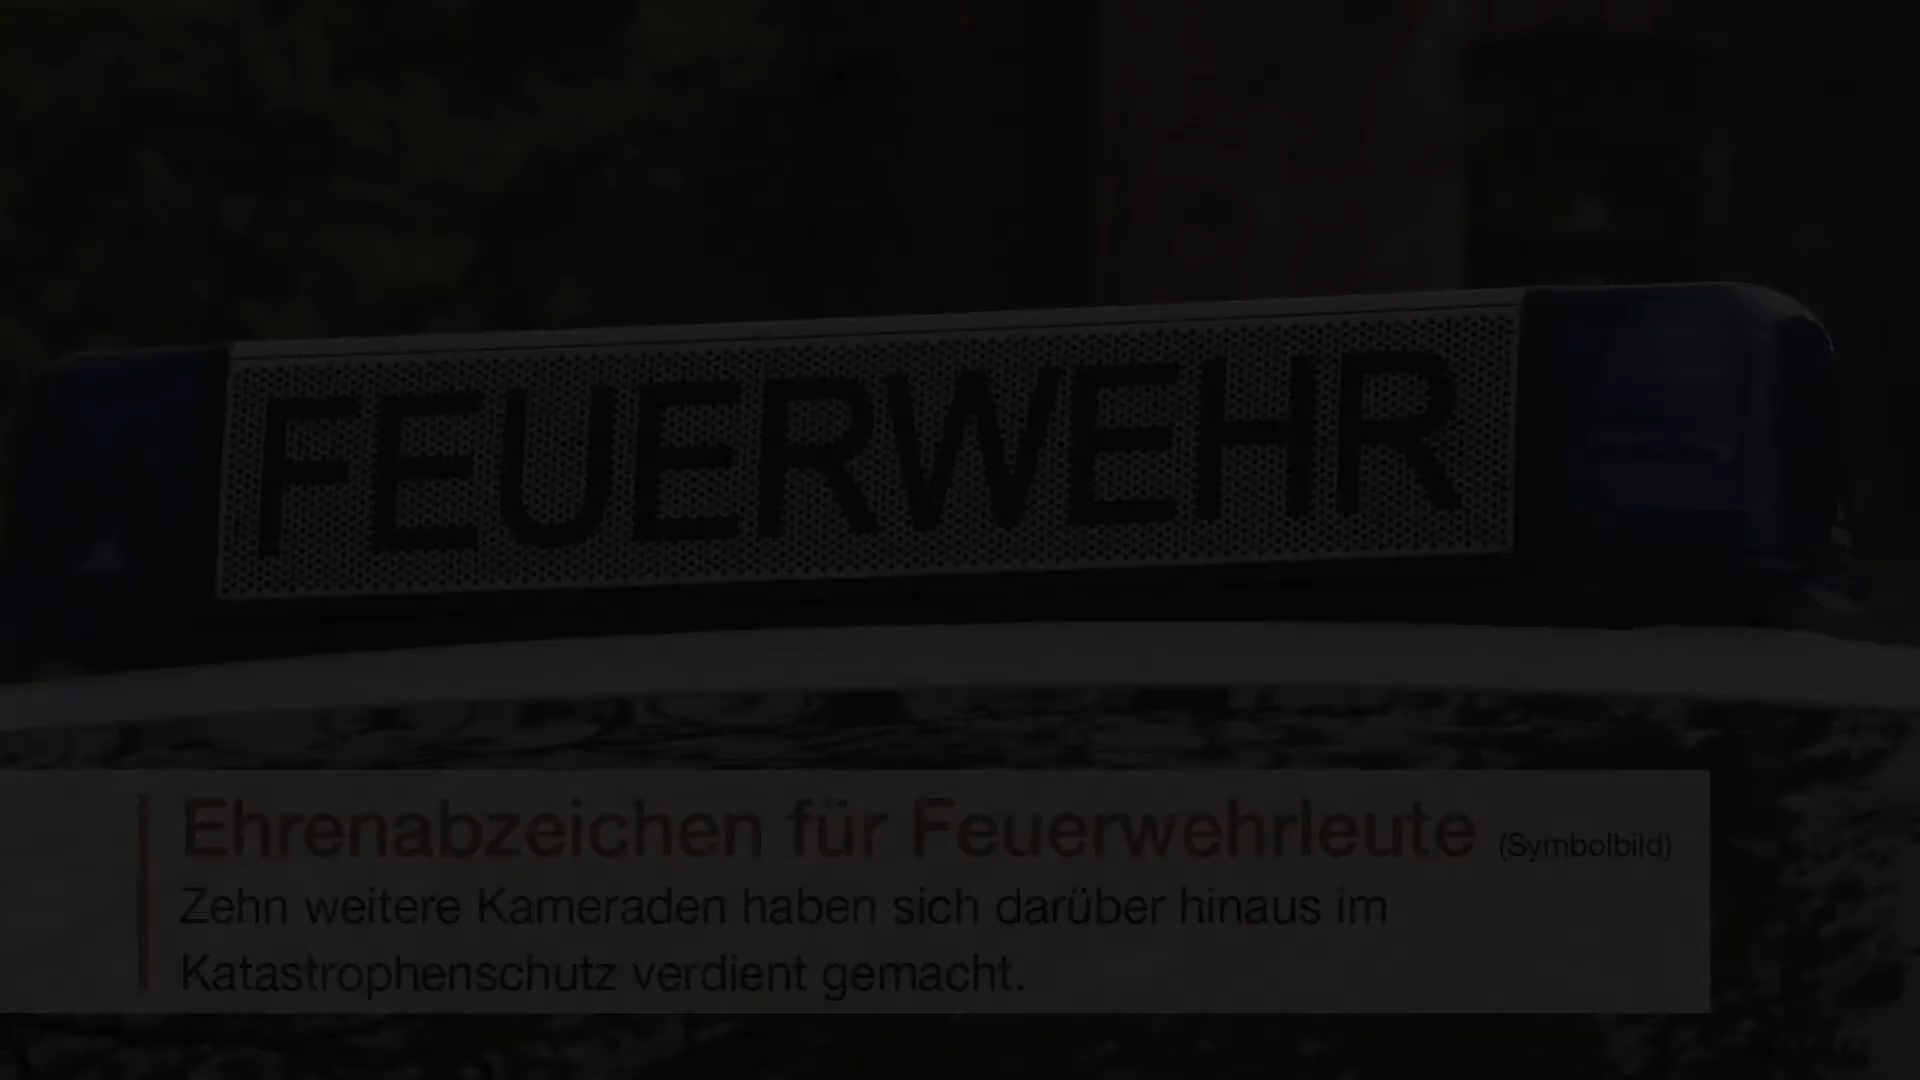 FEUERWEHR
Ehrenabzeichen für Feuerwehrleute (Symbolbild)
Zehn weitere Kameraden haben sich darüber hinaus im
Katastrophenschutz verdient gemacht.